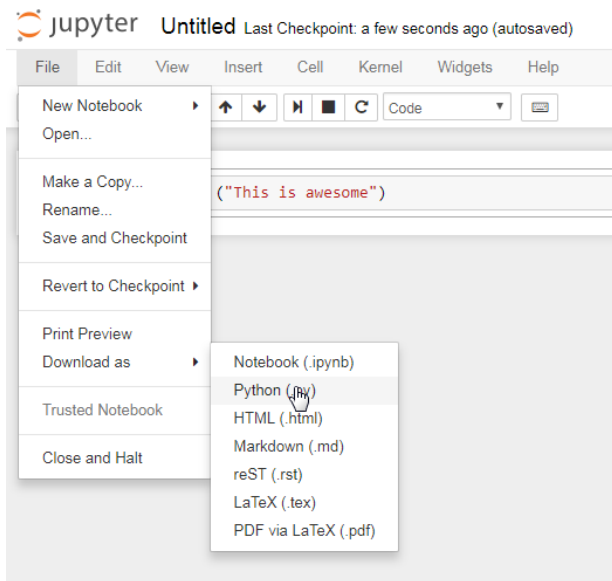 jupyter Untitled Last Checkpoint: a few seconds ago (autosaved)
File Edit View Insert Cell Kernel Widgets Help
New Notebook
Code
Open...
Make a Copy...
("This is awesome")
Rename...
Save and Checkpoint
Revert to Checkpoint
Print Preview
Download as
Trusted Notebook
Close and Halt
Notebook (.ipynb)
Python (.py)
HTML (.html)
Markdown (.md)
reST (.rst)
LaTeX (.tex)
PDF via LaTeX (.pdf)